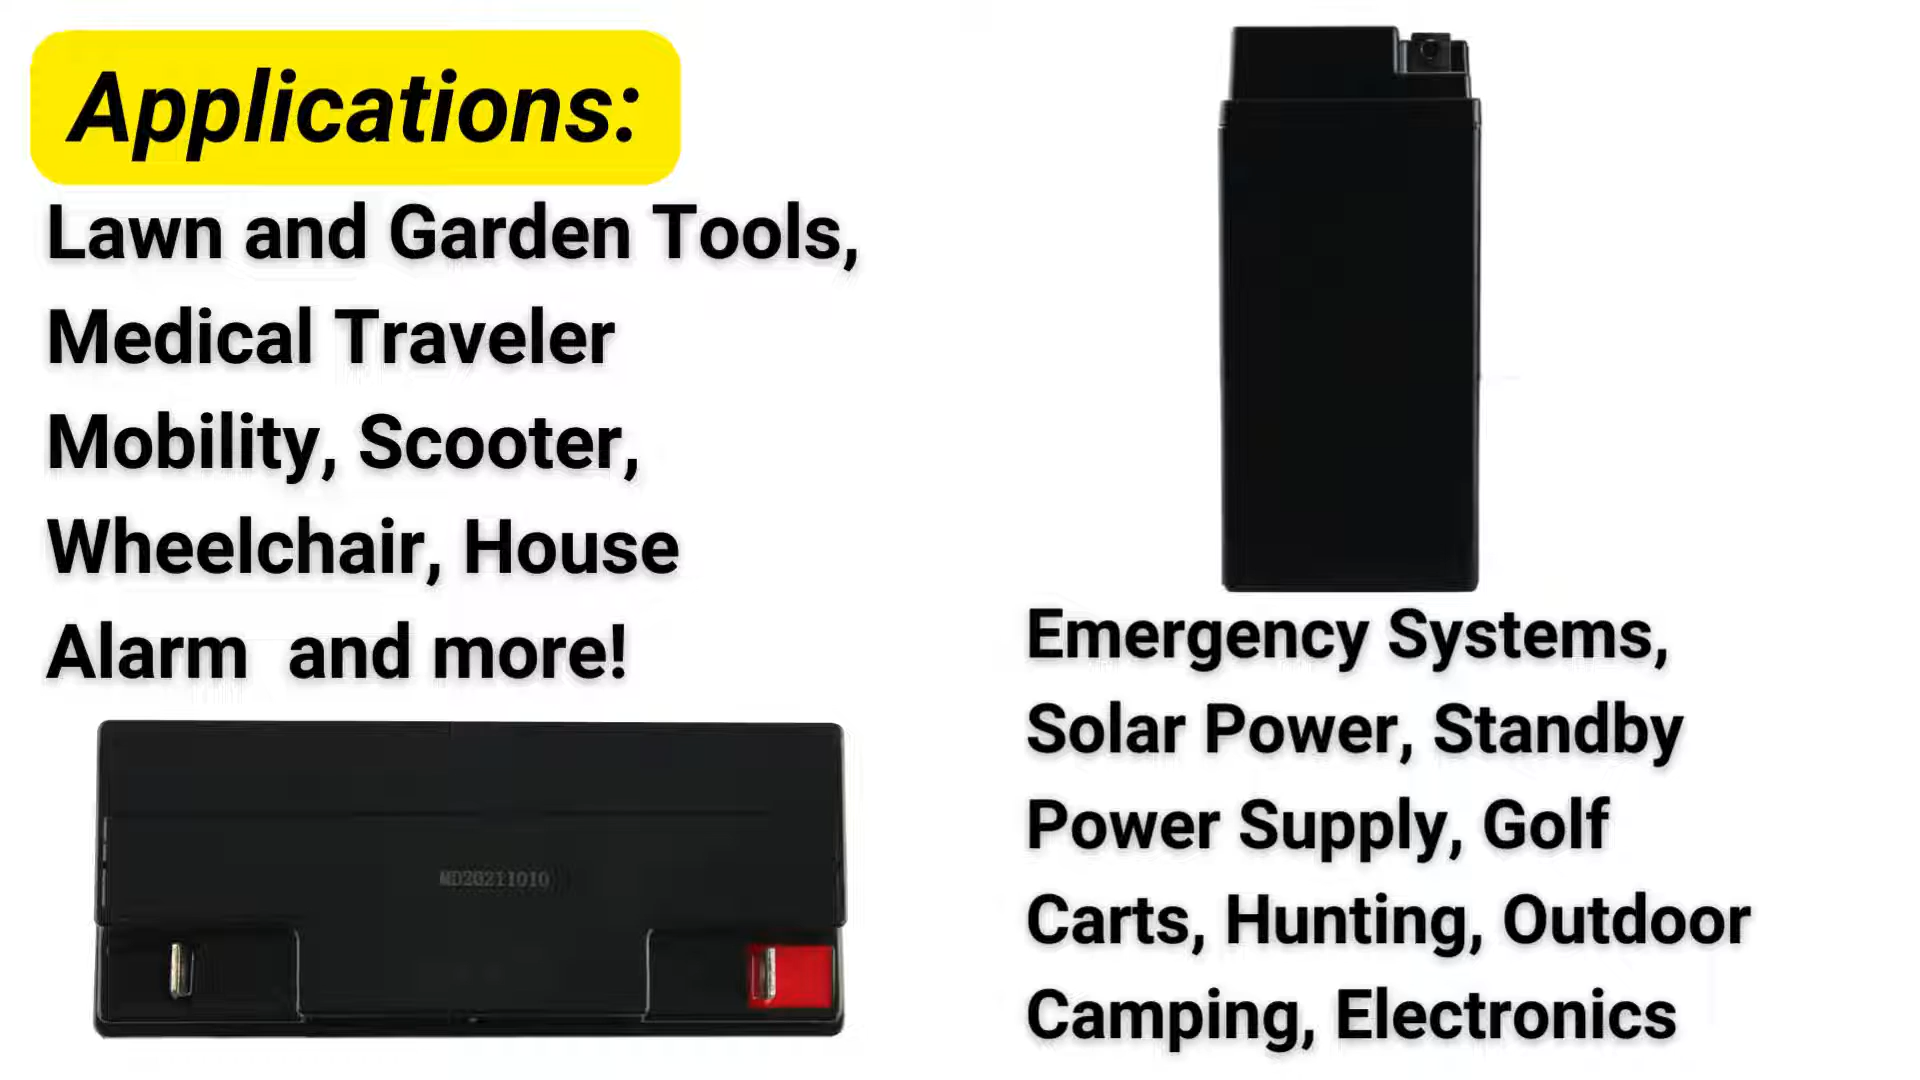 Applications:
Lawn and Garden Tools,
Medical Traveler
Mobility, Scooter,
Wheelchair, House
Alarm  and more!
MD20211010
Emergency Systems,
Solar Power, Standby
Power Supply, Golf
Carts, Hunting, Outdoor
Camping, Electronics